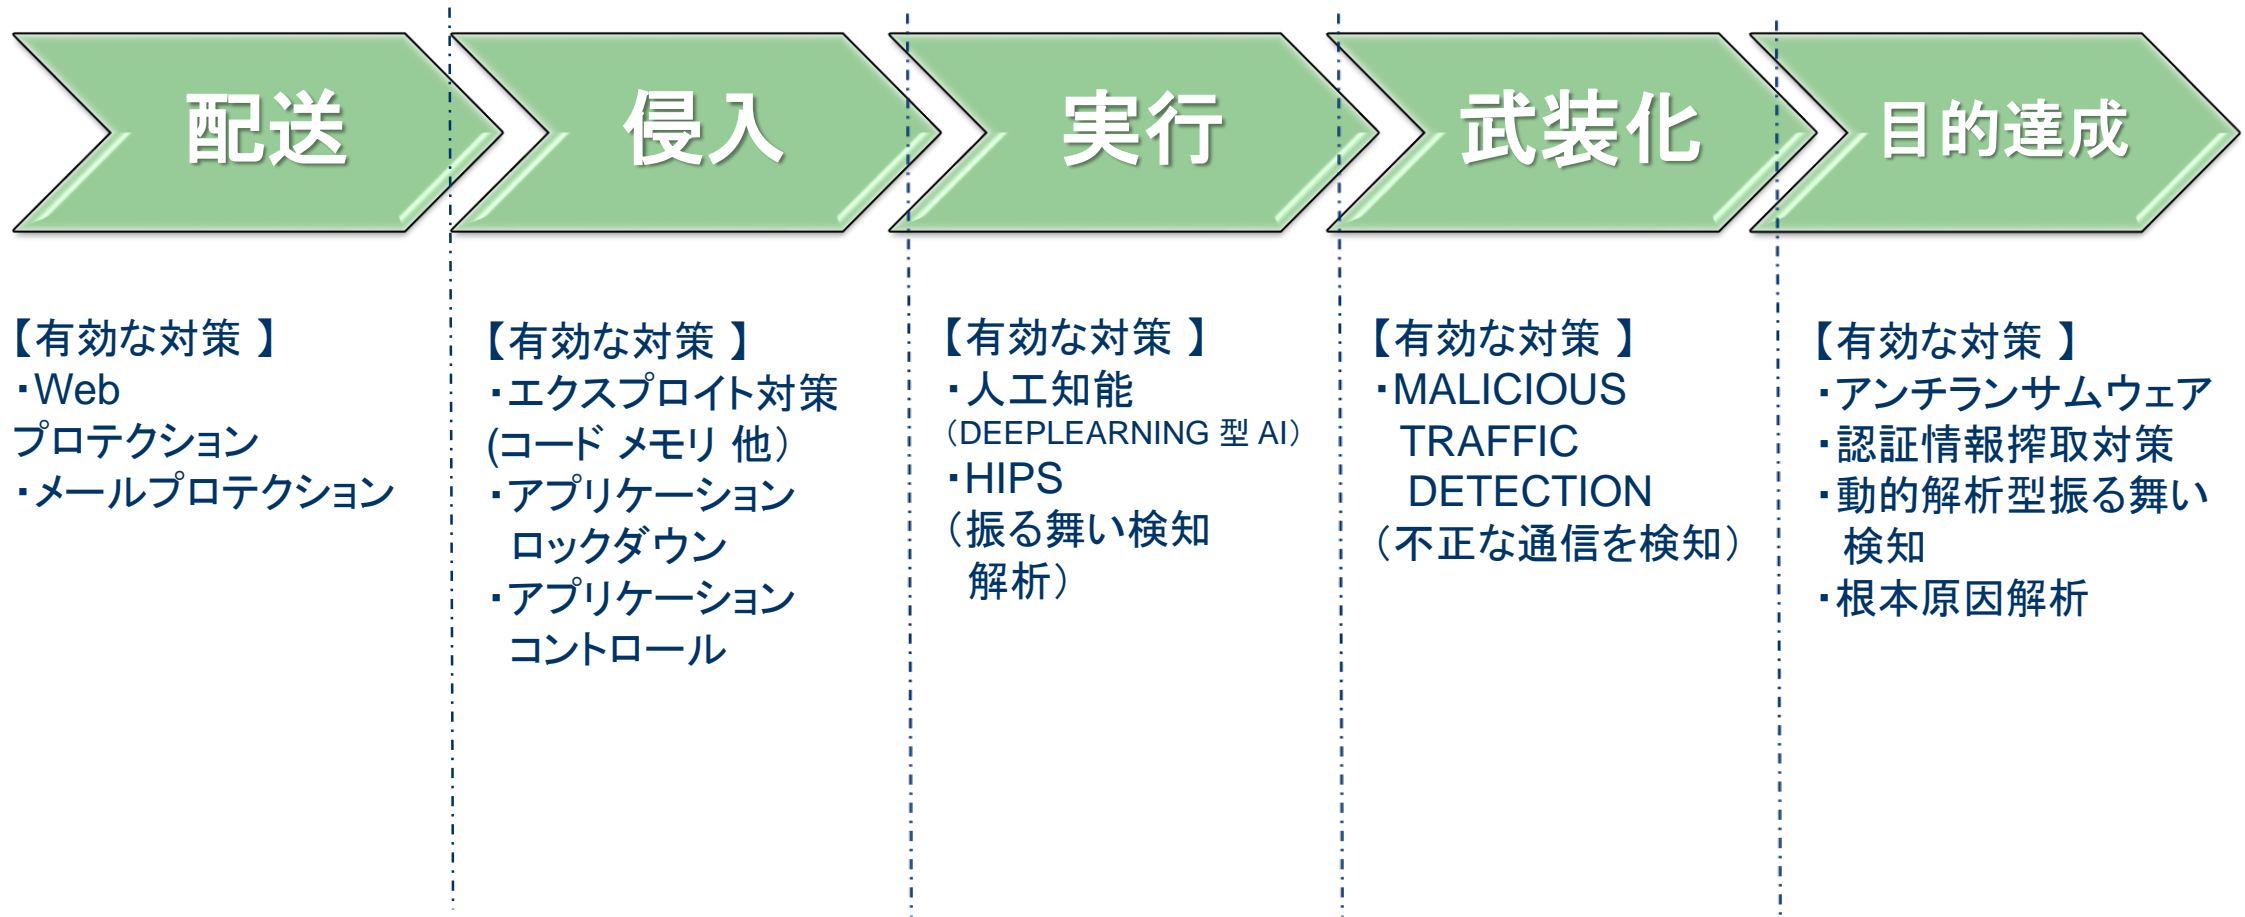 配送
侵入
実行
武装化
目的達成
【有効な対策 】
・Web
プロテクション
・メールプロテクション
【有効な対策 】
・エクスプロイト対策
(コード メモリ 他）
・アプリケーション
ロックダウン
・アプリケーション
コントロール
【有効な対策 】
・人工知能
（DEEPLEARNING 型 AI）
・HIPS
（振る舞い検知
解析）
【有効な対策 】
・MALICIOUS
TRAFFIC
DETECTION
（不正な通信を検知）
【有効な対策 】
・アンチランサムウェア
・認証情報搾取対策
・動的解析型振る舞い
検知
・根本原因解析